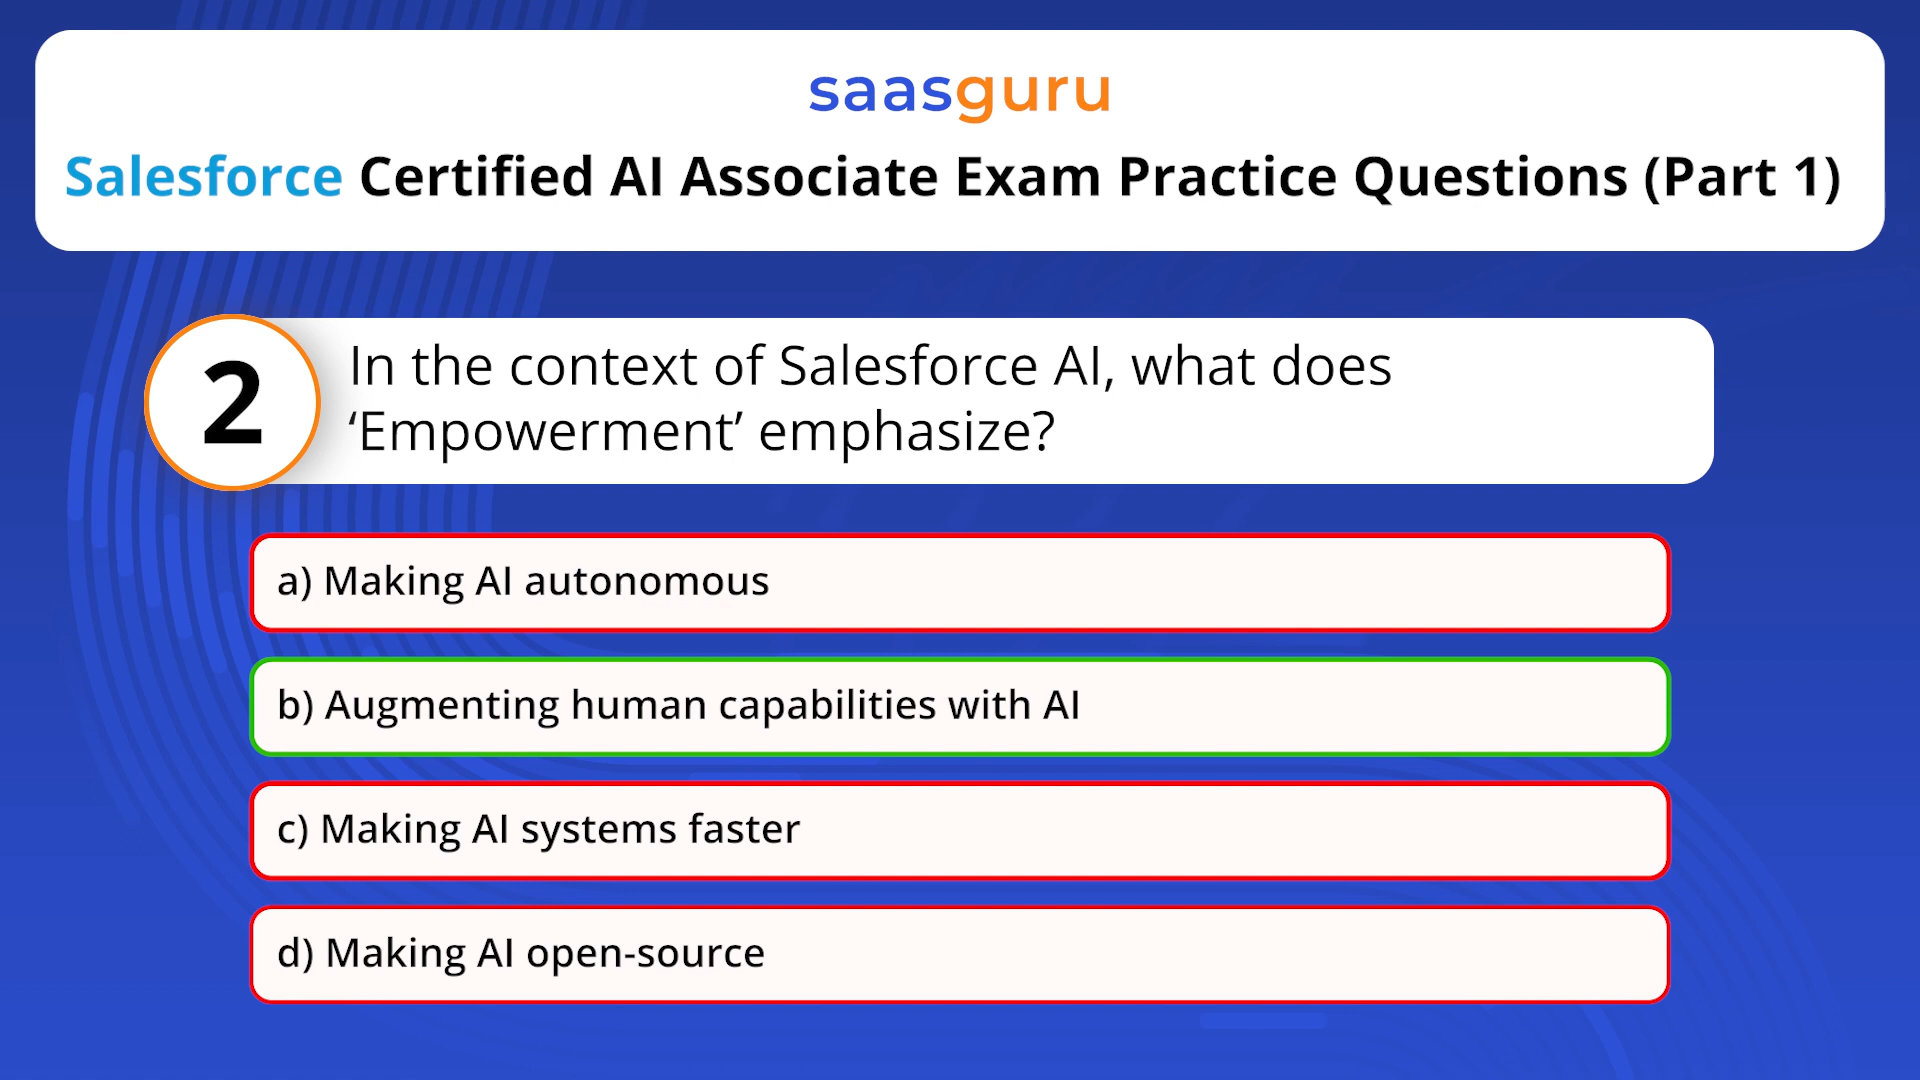 saasguru
Salesforce Certified AI Associate Exam Practice Questions (Part 1)
2
In the context of Salesforce AI, what does
‘Empowerment’ emphasize?
a) Making AI autonomous
b) Augmenting human capabilities with AI
c) Making AI systems faster
d) Making AI open-source